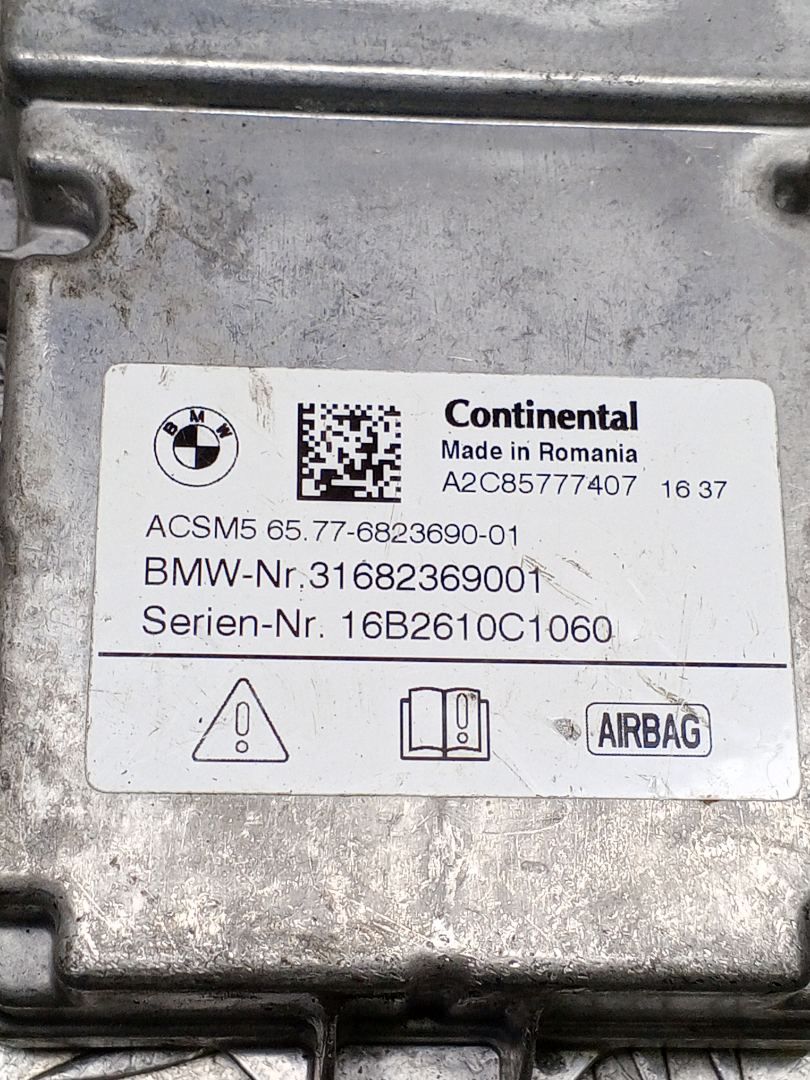 BMW
Continental
Made in Romania
A2C85777407 16 37
ACSM5 65.77-6823690-01
BMW-Nr.31682369001
Serien-Nr. 16B2610C1060
AIRBAG